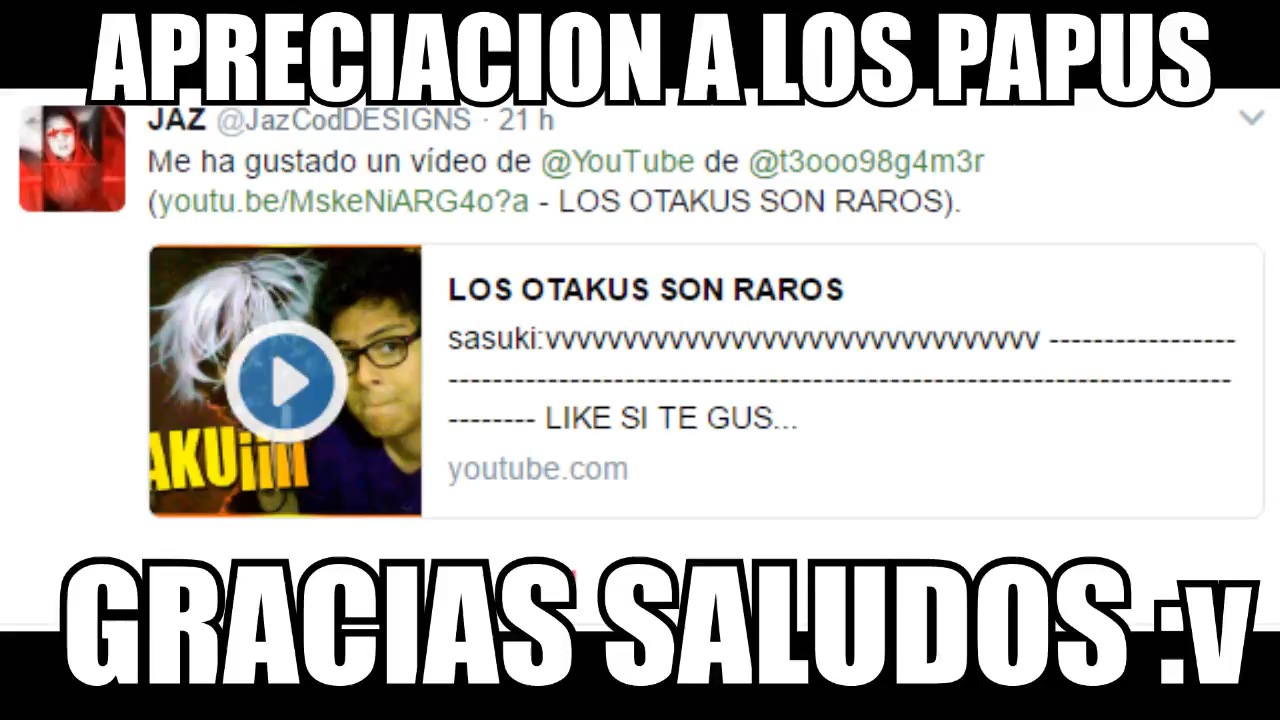 APRECIACION A LOS PAPUS
JAZ @JazCodDESIGNS · 21 h
Me ha gustado un vídeo de @YouTube de @t3ooo98g4m3r
(youtu.be/MskeNiARG4o?a - LOS OTAKUS SON RAROS).
LOS OTAKUS SON RAROS
sasuki:vvvvvvvvvvvvvvvvvvvvvvvvvvvvvvvv -----------------
----------------------------------------------------------------------
-------- LIKE SI TE GUS...
youtube.com
AKUiiii
GRACIAS SALUDOS :v